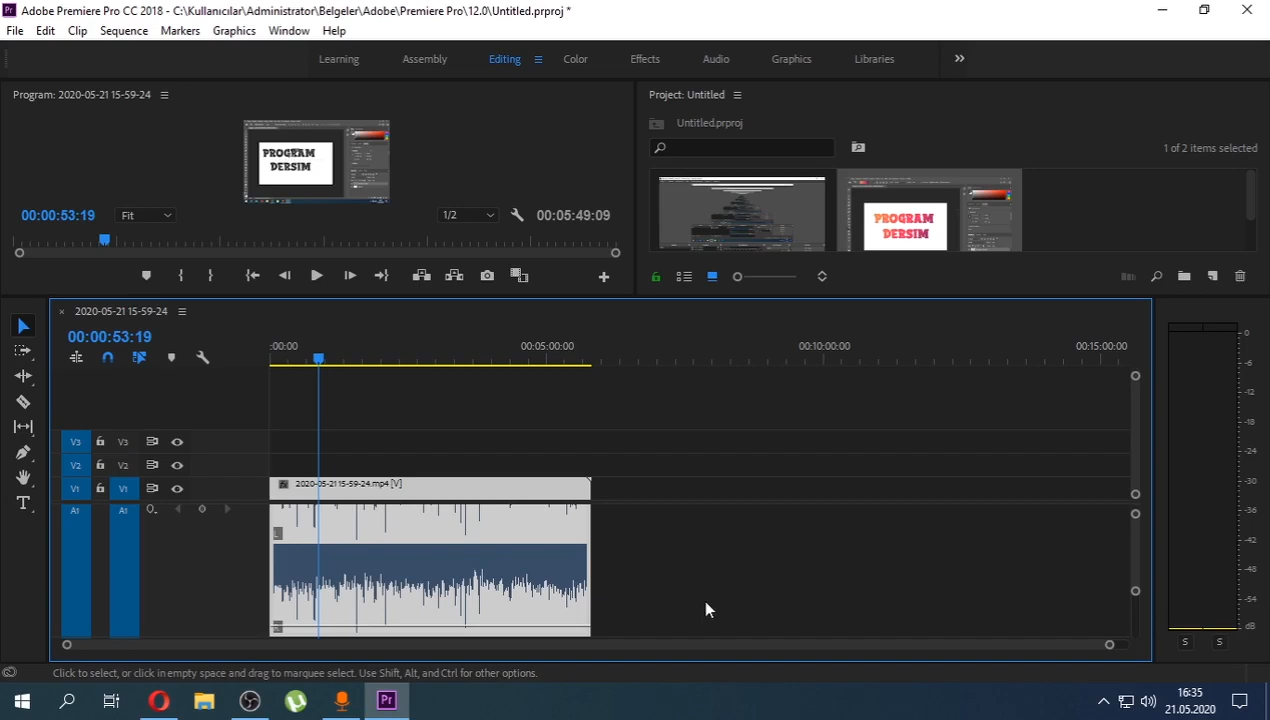 Adobe Premiere Pro CC 2018 - C:\Kullanıcılar\Administrator\Belgeler\Adobe\Premiere Pro\12.0\Untitled.prproj *
File Edit Clip Sequence Markers Graphics Window Help
Learning Assembly Editing Color Effects Audio Graphics Libraries
Program: 2020-05-21 15-59-24
PROGRAM
DERSIM
00:00:53:19 Fit 1/2 00:05:49:09
Project: Untitled
Untitled.prproj
1 of 2 items selected
PROGRAM
DERSIM
2020-05-21 15-59-24
00:00:53:19
:00:00 00:05:00:00 00:10:00:00 00:15:00:00
V3 V3
V2 V2
V1 V1 2020-05-21 15-59-24.mp4 [V]
A1 A1
L
0
-6
-12
-18
-24
-30
-36
-42
-48
-54
dB
S S
Click to select, or click in empty space and drag to marquee select. Use Shift, Alt, and Ctrl for other options.
Pr
16:35
21.05.2020